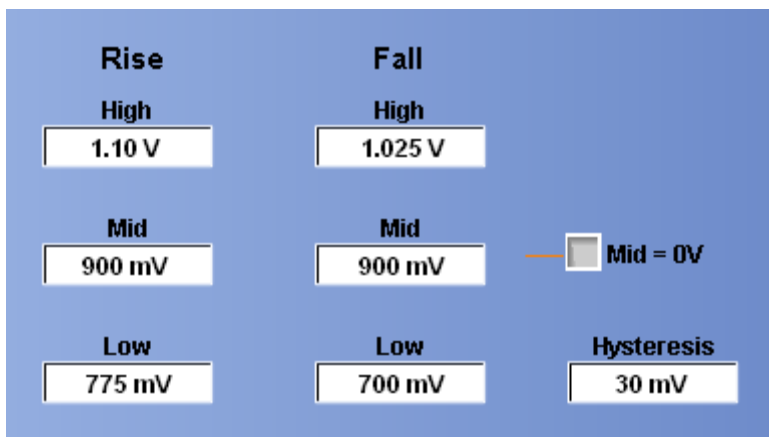 Rise Fall
High High
1.10 V 1.025 V
Mid Mid
900 mV 900 mV Mid = 0V
Low Low Hysteresis
775 mV 700 mV 30 mV